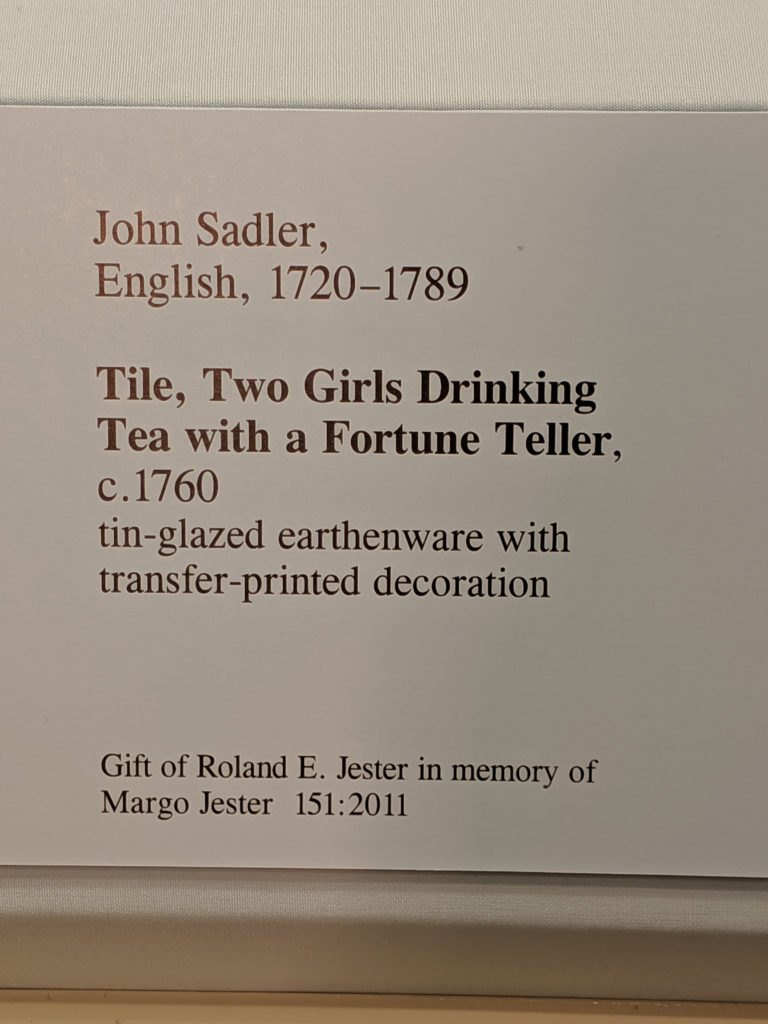 John Sadler,
English, 1720–1789
Tile, Two Girls Drinking
Tea with a Fortune Teller,
c.1760
tin-glazed earthenware with
transfer-printed decoration
Gift of Roland E. Jester in memory of
Margo Jester 151:2011